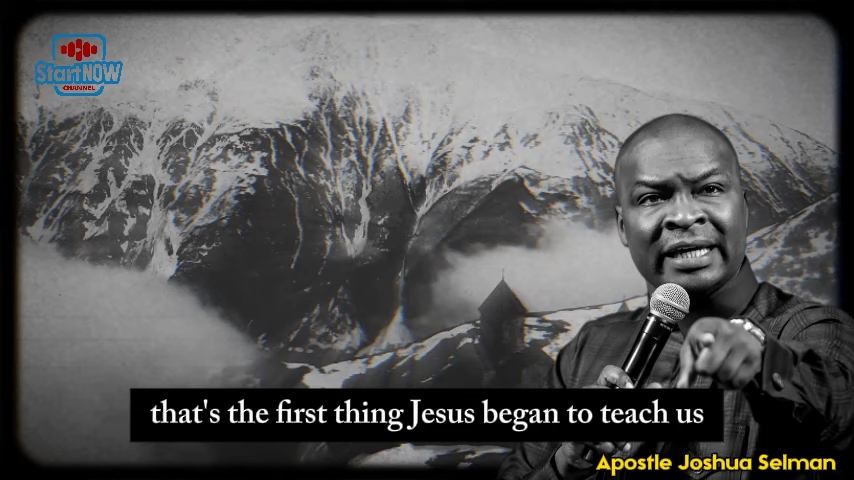 StartNOW
CHANNEL
that's the first thing Jesus began to teach us
Apostle Joshua Selman